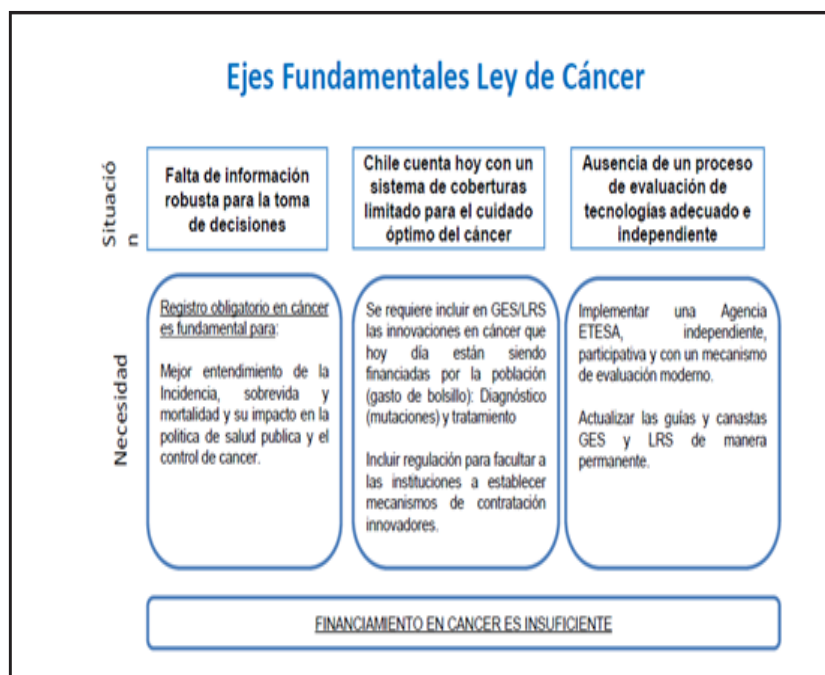 Ejes Fundamentales Ley de Cáncer
Situació
n
Falta de información
robusta para la toma
de decisiones
Chile cuenta hoy con un
sistema de coberturas
limitado para el cuidado
óptimo del cáncer
Ausencia de un proceso
de evaluación de
tecnologías adecuado e
independiente
Necesidad
Registro obligatorio en cáncer
es fundamental para:
Mejor entendimiento de la
Incidencia, sobrevida y
mortalidad y su impacto en la
politica de salud publica y el
control de cancer.
Se requiere incluir en GES/LRS
las innovaciones en cáncer que
hoy día están siendo
financiadas por la población
(gasto de bolsillo): Diagnóstico
(mutaciones) y tratamiento
Incluir regulación para facultar a
las instituciones a establecer
mecanismos de contratación
innovadores.
Implementar una Agencia
ETESA, independiente,
participativa y con un mecanismo
de evaluación moderno.
Actualizar las guías y canastas
GES y LRS de manera
permanente.
FINANCIAMIENTO EN CANCER ES INSUFICIENTE